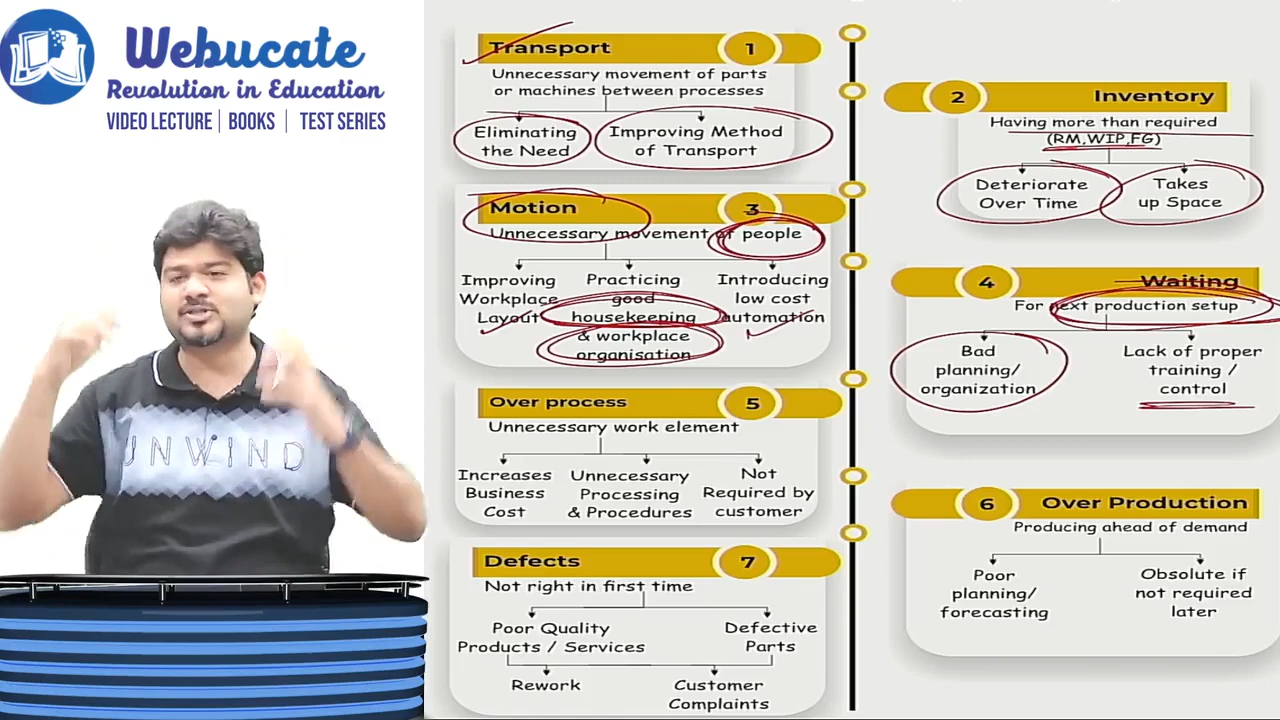 Webucate
Revolution in Education
VIDEO LECTURE | BOOKS | TEST SERIES
UNWIND
Transport 1
Unnecessary movement of parts
or machines between processes
Eliminating
the Need
Improving Method
of Transport
2 Inventory
Having more than required
(RM,WIP,FG)
Deteriorate
Over Time
Takes
up Space
Motion 3
Unnecessary movement of people
Improving
Workplace
Layout
Practicing
good
housekeeping
& workplace
organisation
Introducing
low cost
automation
4 Waiting
For next production setup
Bad
planning/
organization
Lack of proper
training /
control
Over process 5
Unnecessary work element
Increases
Business
Cost
Unnecessary
Processing
& Procedures
Not
Required by
customer
6 Over Production
Producing ahead of demand
Poor
planning/
forecasting
Obsolute if
not required
later
Defects 7
Not right in first time
Poor Quality
Products / Services
Defective
Parts
Rework
Customer
Complaints